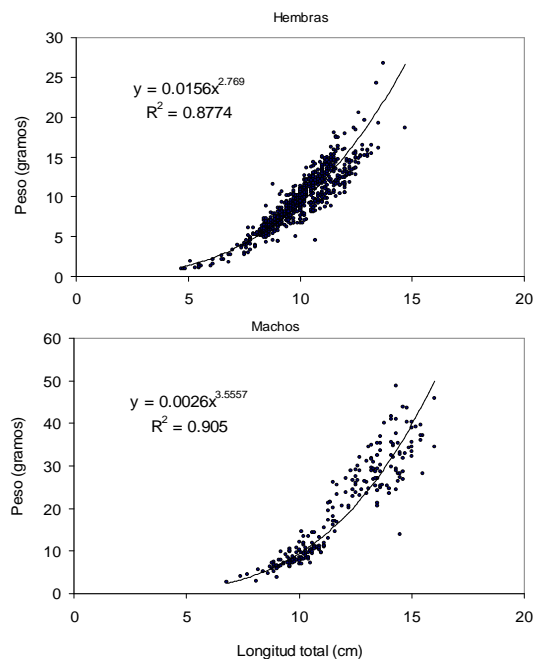 Hembras
30
25
20
15
10
5
0
y = 0.0156x^2.769
R² = 0.8774
Peso (gramos)
0 5 10 15 20
Machos
60
50
40
30
20
10
0
y = 0.0026x^3.5557
R² = 0.905
Peso (gramos)
0 5 10 15 20
Longitud total (cm)